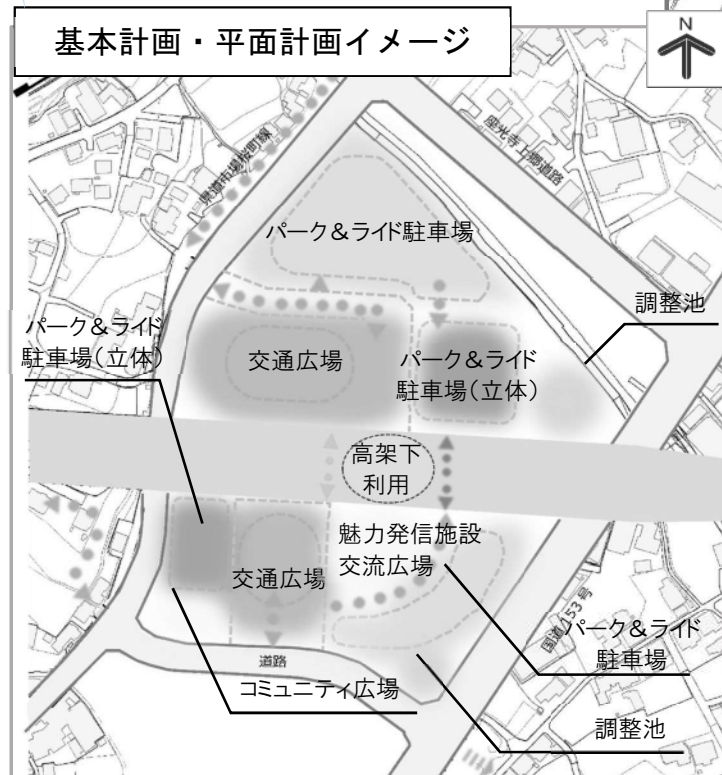 基本計画・平面計画イメージ
N
県道市場桜町線
座光寺上郷道路
パーク&ライド駐車場
調整池
パーク&ライド
駐車場(立体)
交通広場
パーク&ライド
駐車場(立体)
高架下
利用
魅力発信施設
交流広場
交通広場
国道153号
パーク&ライド
駐車場
道路
コミュニティ広場
調整池